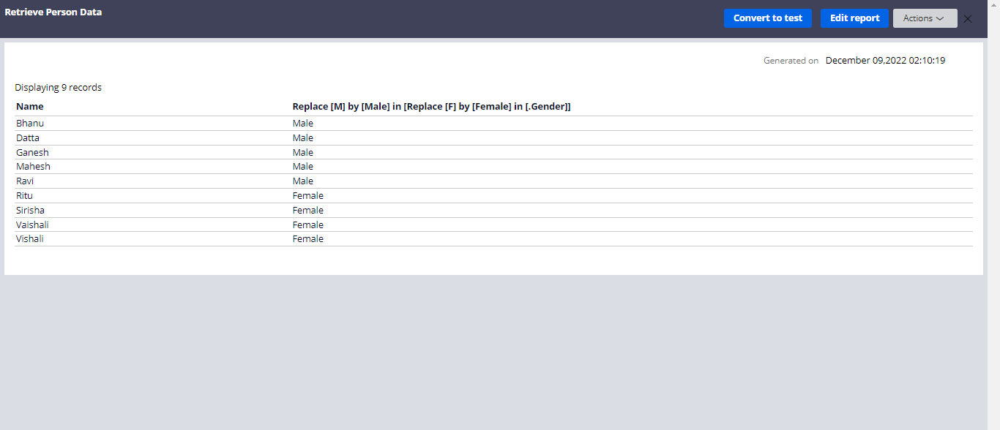 Retrieve Person Data
Convert to test Edit report Actions
Generated on December 09,2022 02:10:19
Displaying 9 records
Name Replace [M] by [Male] in [Replace [F] by [Female] in [.Gender]]
Bhanu Male
Datta Male
Ganesh Male
Mahesh Male
Ravi Male
Ritu Female
Sirisha Female
Vaishali Female
Vishali Female